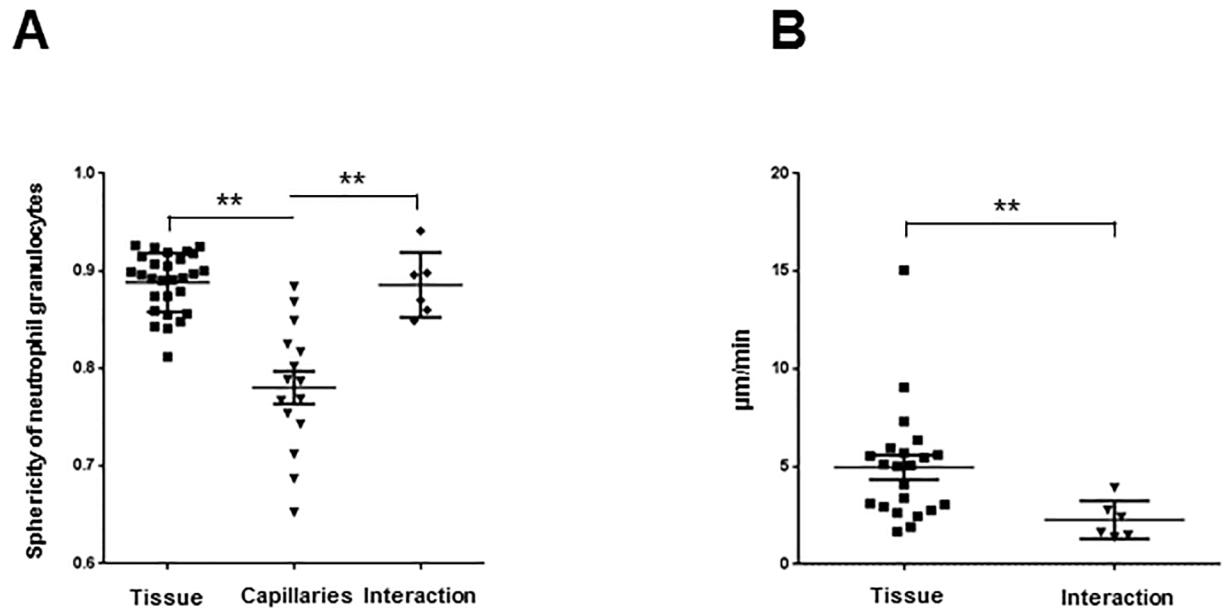 A
B
Sphericity of neutrophil granulocytes
1.0
0.9
0.8
0.7
0.6
**
**
Tissue Capillaries Interaction
µm/min
20
15
10
5
0
**
Tissue Interaction